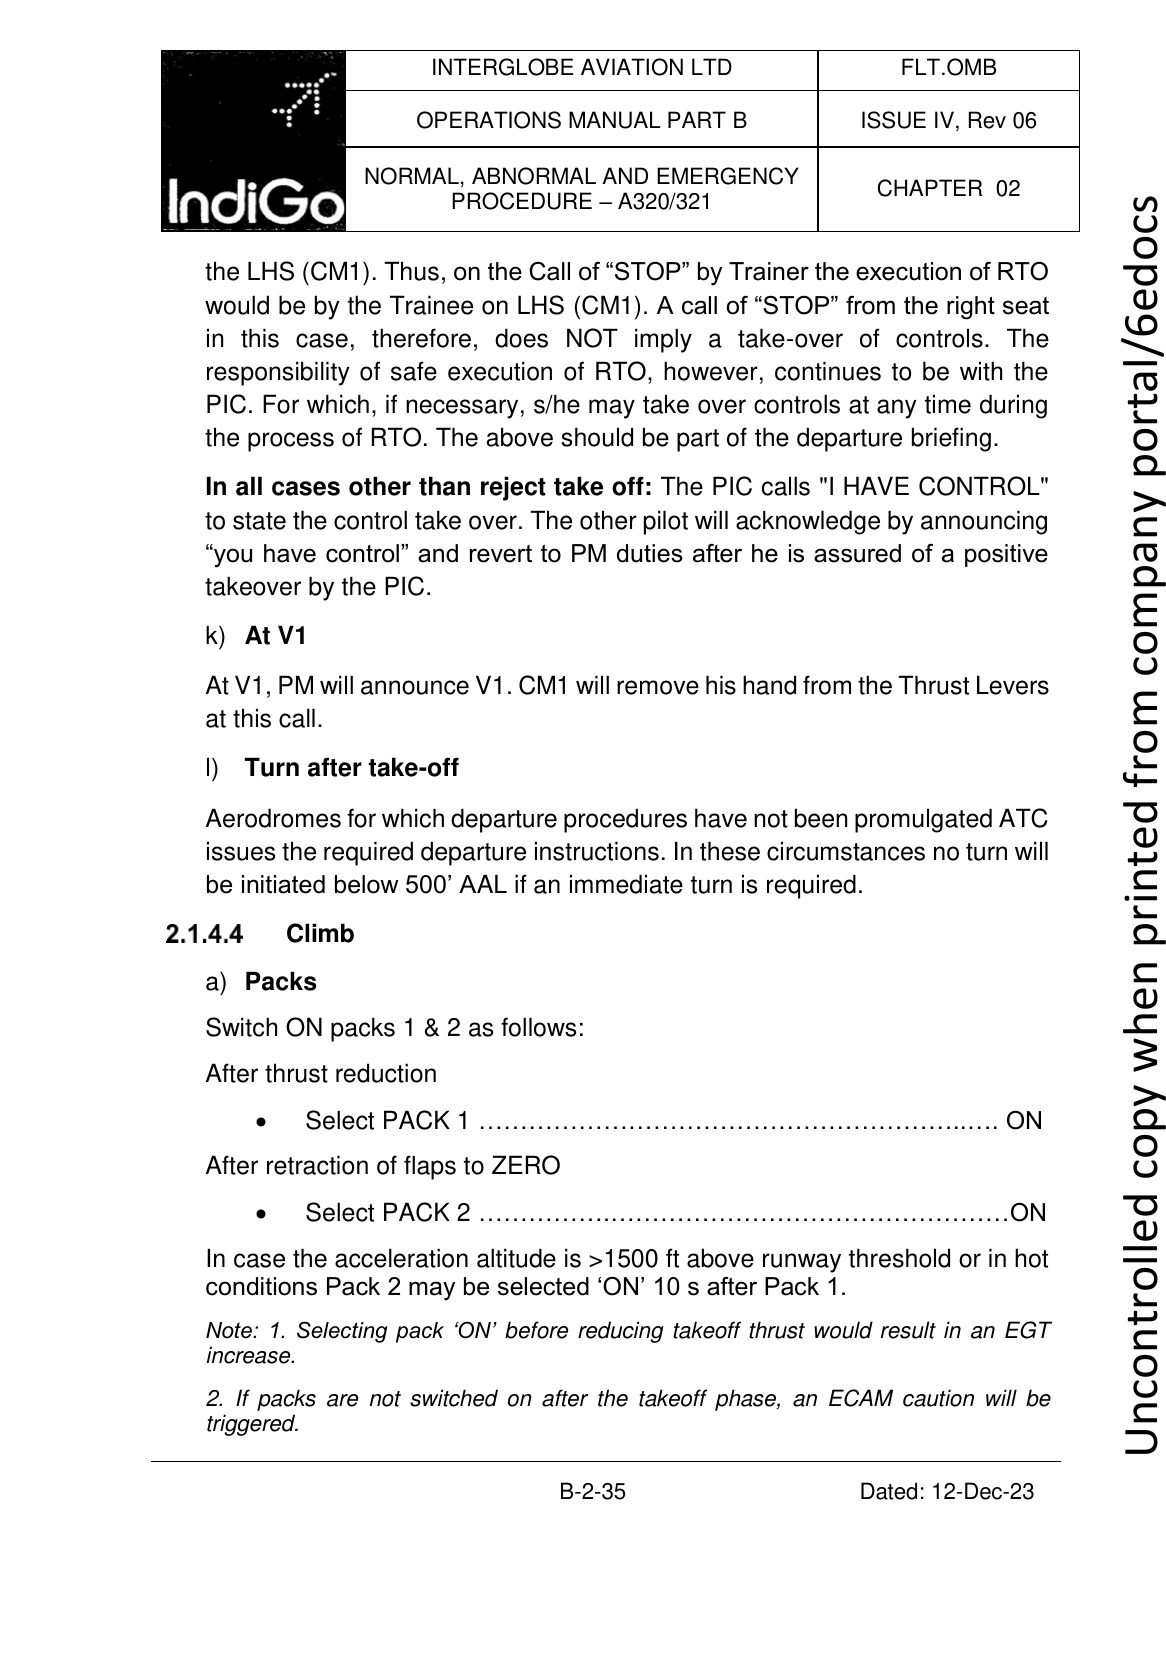 IndiGo
INTERGLOBE AVIATION LTD
FLT.OMB
OPERATIONS MANUAL PART B
ISSUE IV, Rev 06
NORMAL, ABNORMAL AND EMERGENCY
PROCEDURE – A320/321
CHAPTER  02
the LHS (CM1). Thus, on the Call of “STOP” by Trainer the execution of RTO
would be by the Trainee on LHS (CM1). A call of “STOP” from the right seat
in this case, therefore, does NOT imply a take-over of controls. The
responsibility of safe execution of RTO, however, continues to be with the
PIC. For which, if necessary, s/he may take over controls at any time during
the process of RTO. The above should be part of the departure briefing.
In all cases other than reject take off: The PIC calls "I HAVE CONTROL"
to state the control take over. The other pilot will acknowledge by announcing
“you have control” and revert to PM duties after he is assured of a positive
takeover by the PIC.
k) At V1
At V1, PM will announce V1. CM1 will remove his hand from the Thrust Levers
at this call.
l) Turn after take-off
Aerodromes for which departure procedures have not been promulgated ATC
issues the required departure instructions. In these circumstances no turn will
be initiated below 500’ AAL if an immediate turn is required.
2.1.4.4 Climb
a) Packs
Switch ON packs 1 & 2 as follows:
After thrust reduction
• Select PACK 1 …………………………………………………..…. ON
After retraction of flaps to ZERO
• Select PACK 2 …………….…………………………………………ON
In case the acceleration altitude is >1500 ft above runway threshold or in hot
conditions Pack 2 may be selected ‘ON’ 10 s after Pack 1.
Note: 1. Selecting pack ‘ON’ before reducing takeoff thrust would result in an EGT
increase.
2. If packs are not switched on after the takeoff phase, an ECAM caution will be
triggered.
B-2-35
Dated: 12-Dec-23
Uncontrolled copy when printed from company portal/6edocs